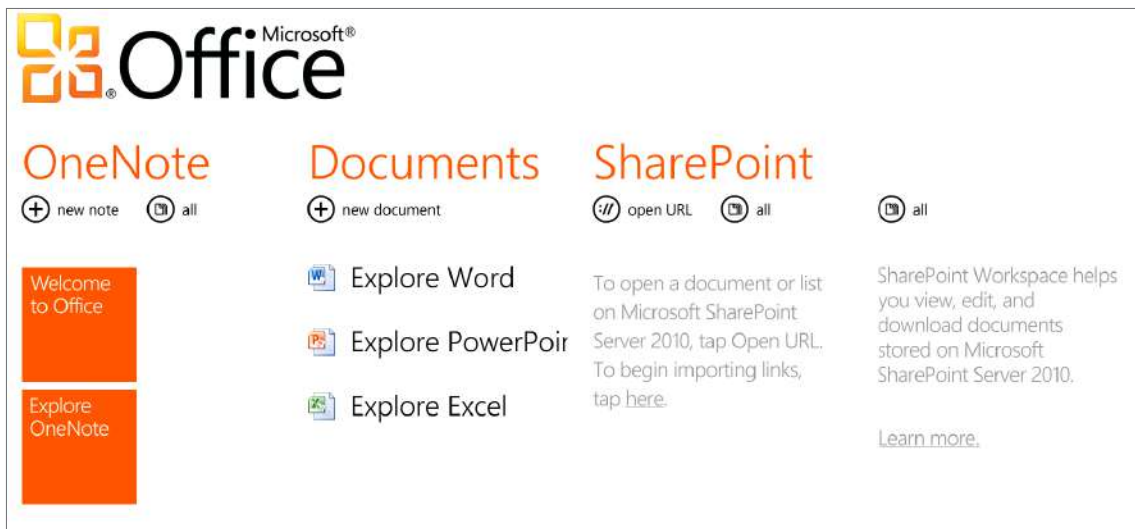 Microsoft®
Office
®
OneNote
new note
all
Welcome
to Office
Explore
OneNote
Documents
new document
Explore Word
Explore PowerPoin
Explore Excel
SharePoint
:// open URL
all
To open a document or list
on Microsoft SharePoint
Server 2010, tap Open URL.
To begin importing links,
tap here.
all
SharePoint Workspace helps
you view, edit, and
download documents
stored on Microsoft
SharePoint Server 2010.
Learn more.